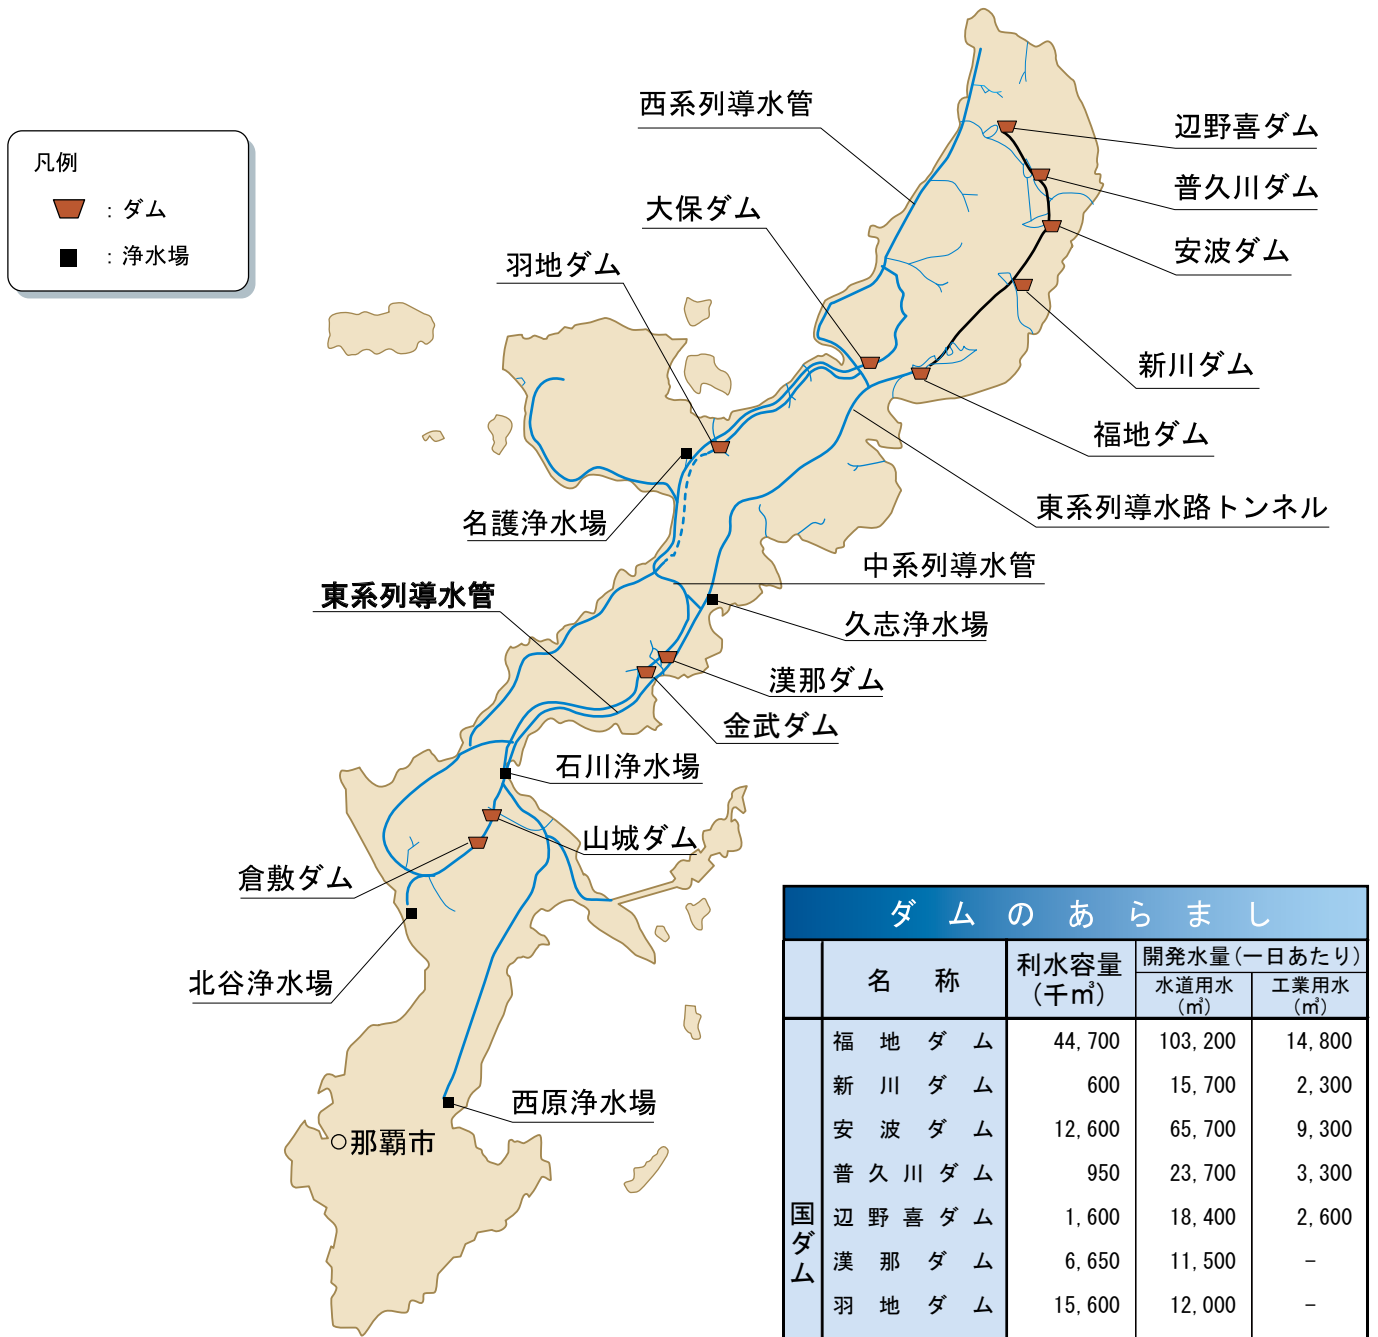 西系列導水管
辺野喜ダム
凡例
普久川ダム
：ダム
大保ダム
：浄水場
安波ダム
羽地ダム
新川ダム
福地ダム
東系列導水路トンネル
名護浄水場
中系列導水管
東系列導水管
久志浄水場
漢那ダム
金武ダム
石川浄水場
山城ダム
倉敷ダム
北谷浄水場
西原浄水場
○那覇市
ダムのあらまし
名称 利水容量(千㎥) 開発水量(一日あたり)
水道用水(㎥) 工業用水(㎥)
国ダム
福地ダム 44,700 103,200 14,800
新川ダム 600 15,700 2,300
安波ダム 12,600 65,700 9,300
普久川ダム 950 23,700 3,300
辺野喜ダム 1,600 18,400 2,600
漢那ダム 6,650 11,500 −
羽地ダム 15,600 12,000 −